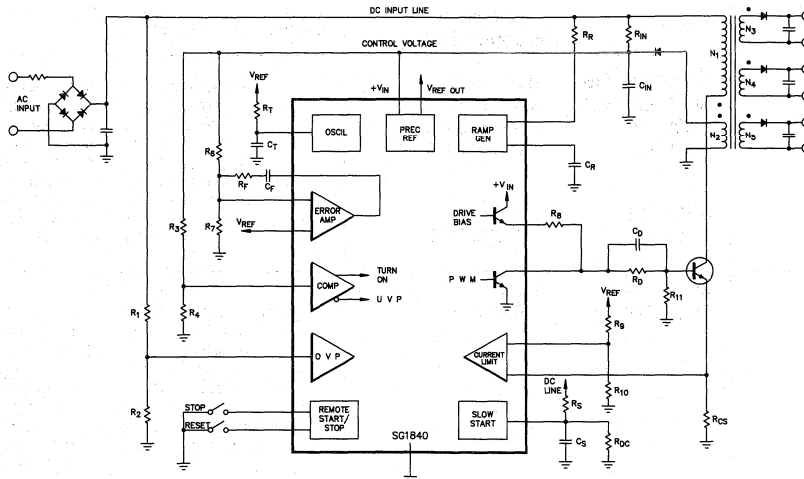 DC INPUT LINE
CONTROL VOLTAGE
AC
INPUT
VREF
RT
CT
+VIN
VREF OUT
RR
RIN
CIN
N1
N2
N3
N4
N5
OSCIL
PREC
REF
RAMP
GEN
CR
R6
RF
CF
R7
VREF
ERROR
AMP
+VIN
DRIVE
BIAS
R8
CD
RD
R11
R3
R4
COMP
TURN
ON
U V P
P W M
VREF
R9
R10
R1
R2
O V P
CURRENT
LIMIT
DC
LINE
RS
CS
RDC
RCS
STOP
RESET
REMOTE
START/
STOP
SLOW
START
SG1840